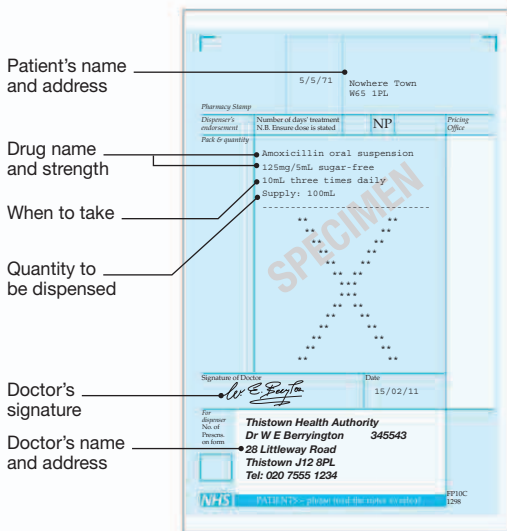 Patient's name
and address
5/5/71
Nowhere Town
W65 1PL
Pharmacy Stamp
Dispenser's
endorsement
Number of days' treatment
N.B. Ensure dose is stated
NP
Pricing
Office
Pack & quantity
Drug name
and strength
Amoxicillin oral suspension
125mg/5mL sugar-free
10mL three times daily
Supply: 100mL
When to take
Quantity to
be dispensed
-------------------------------
** **
** **
** **
** **
** **
***
** **
** **
** **
** **
** **
SPECIMEN
Signature of Doctor
Date
15/02/11
Doctor's
signature
For
dispenser
No. of
Prescns.
on form
Thistown Health Authority
Dr W E Berryington 345543
28 Littleway Road
Thistown J12 8PL
Tel: 020 7555 1234
Doctor's name
and address
NHS
PATIENTS – please read the notes overleaf
FP10C
1298